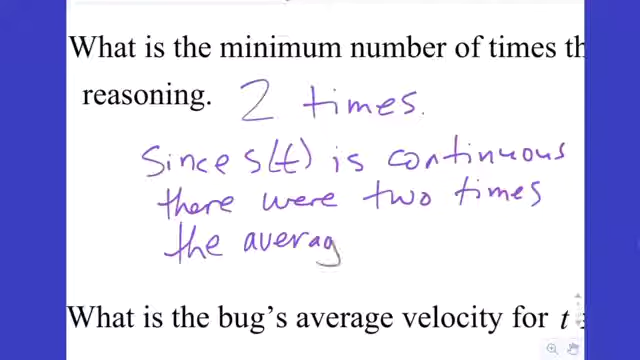 What is the minimum number of times th
reasoning. 2 times.
Since s(t) is continuous
there were two times
the averag
What is the bug's average velocity for t